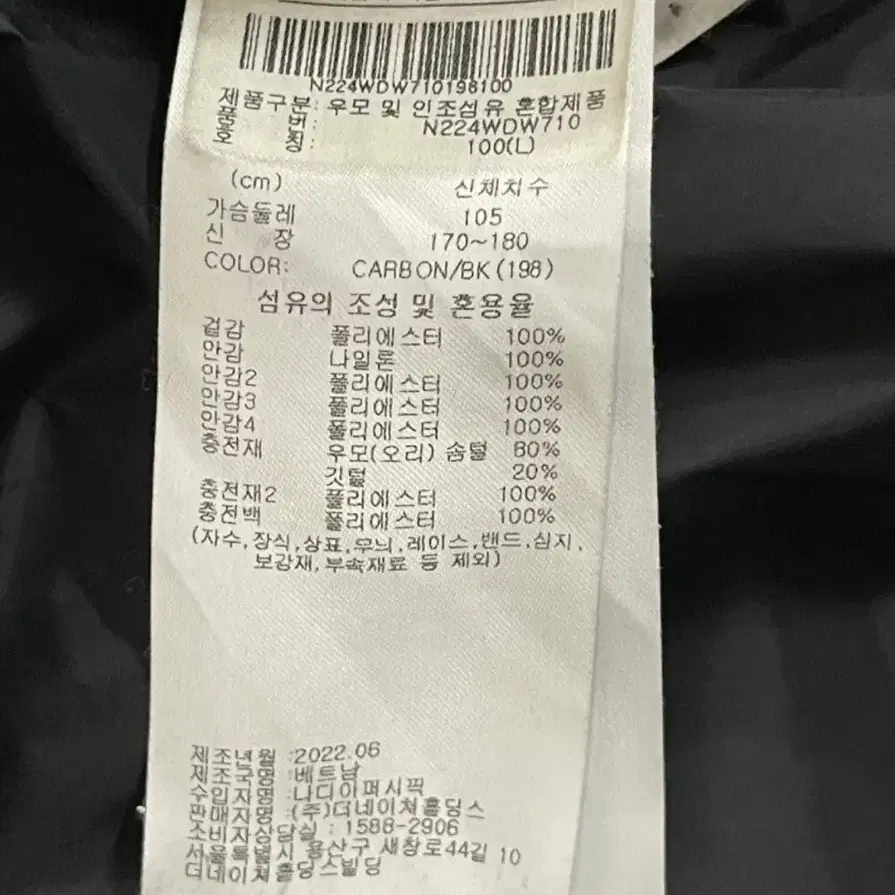 N224WDW710198100
제품구분: 우모 및 인조섬유 혼합제품
품 번: N224WDW710
호 칭: 100(L)
(cm) 신체치수
가슴둘레 105
신 장 170~180
COLOR: CARBON/BK(198)
섬유의 조성 및 혼용율
겉감 폴리에스터 100%
안감 나일론 100%
안감2 폴리에스터 100%
안감3 폴리에스터 100%
안감4 폴리에스터 100%
충전재 우모(오리) 솜털 80%
깃털 20%
충전재2 폴리에스터 100%
충전백 폴리에스터 100%
(자수,장식,상표,무늬,레이스,밴드,심지,
보강재,부속재료 등 제외)
제조년월 :2022.06
제조국명 :베트남
수입자명 :나디아퍼시픽
판매자명 :(주)더네이쳐홀딩스
소비자상담실 : 1588-2906
서울특별시 용산구 새창로44길 10
더네이쳐홀딩스빌딩